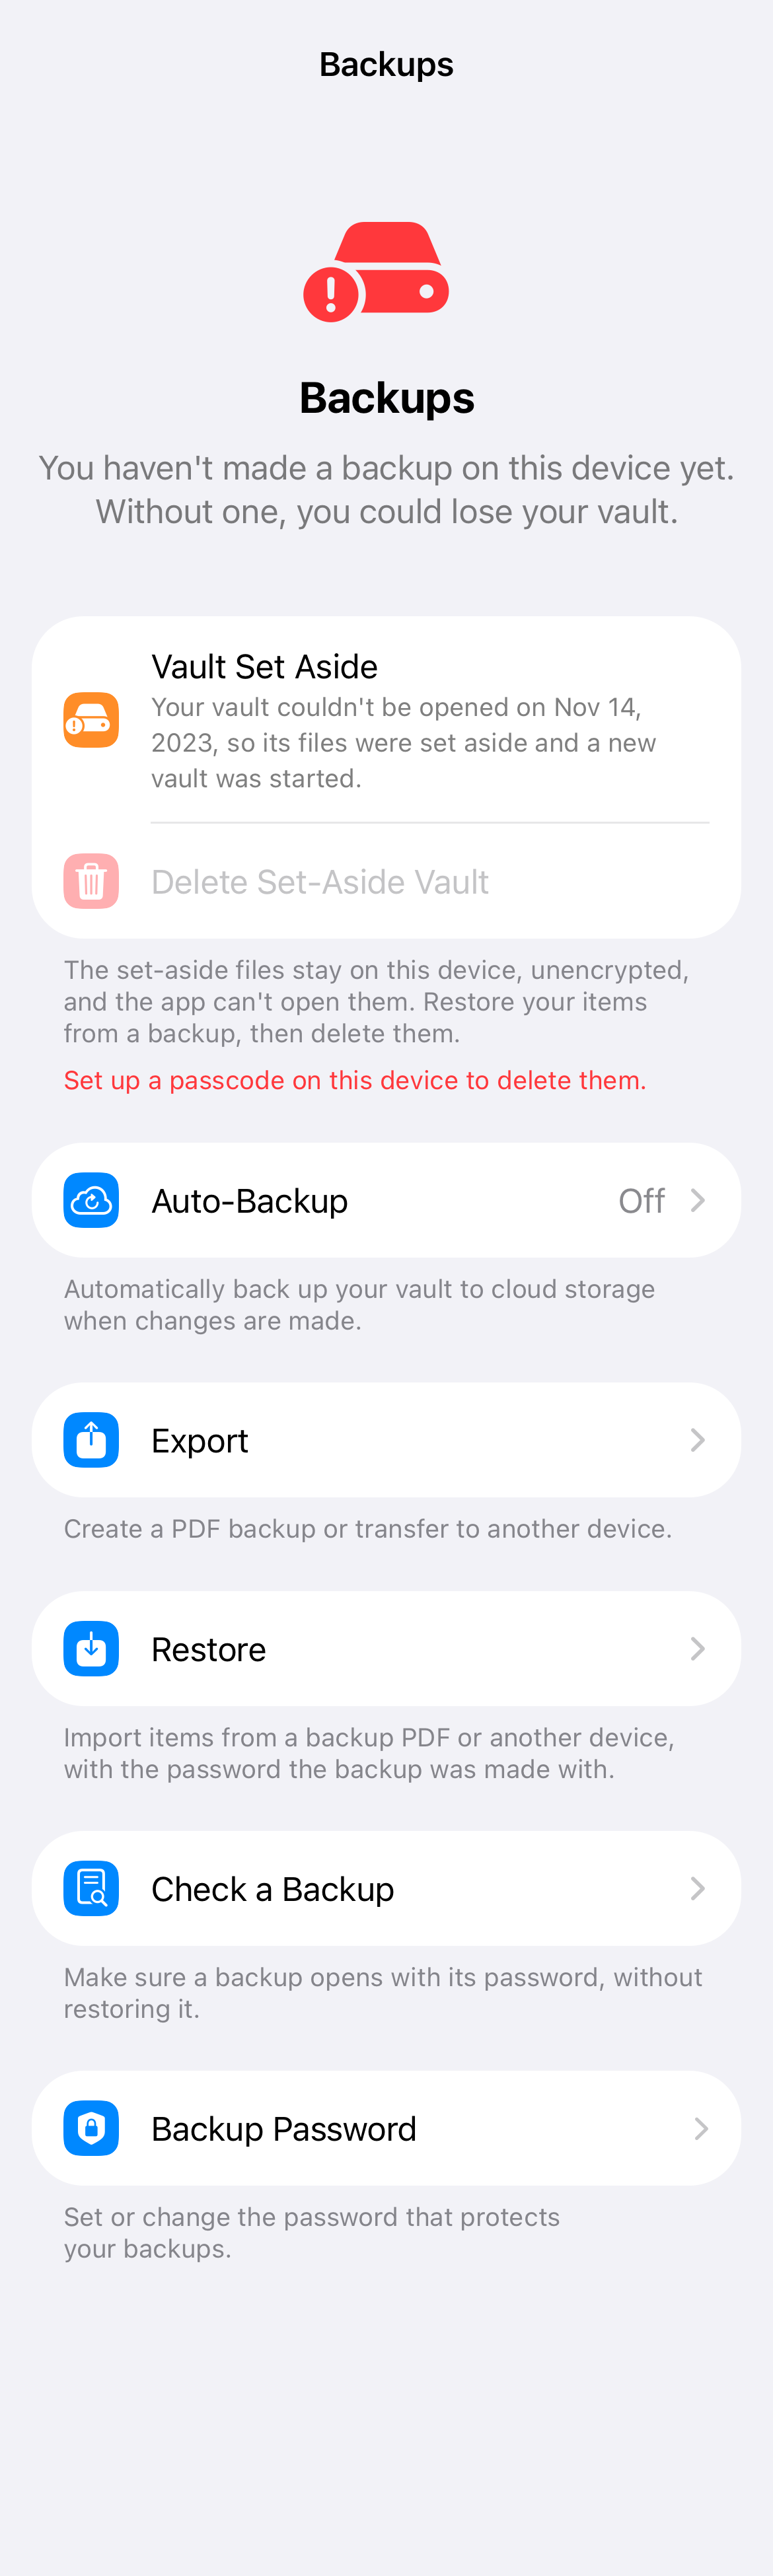 Backups
Backups
You haven't made a backup on this device yet.
Without one, you could lose your vault.
Vault Set Aside
Your vault couldn't be opened on Nov 14,
2023, so its files were set aside and a new
vault was started.
Delete Set-Aside Vault
The set-aside files stay on this device, unencrypted,
and the app can't open them. Restore your items
from a backup, then delete them.
Set up a passcode on this device to delete them.
Auto-Backup Off
Automatically back up your vault to cloud storage
when changes are made.
Export
Create a PDF backup or transfer to another device.
Restore
Import items from a backup PDF or another device,
with the password the backup was made with.
Check a Backup
Make sure a backup opens with its password, without
restoring it.
Backup Password
Set or change the password that protects
your backups.